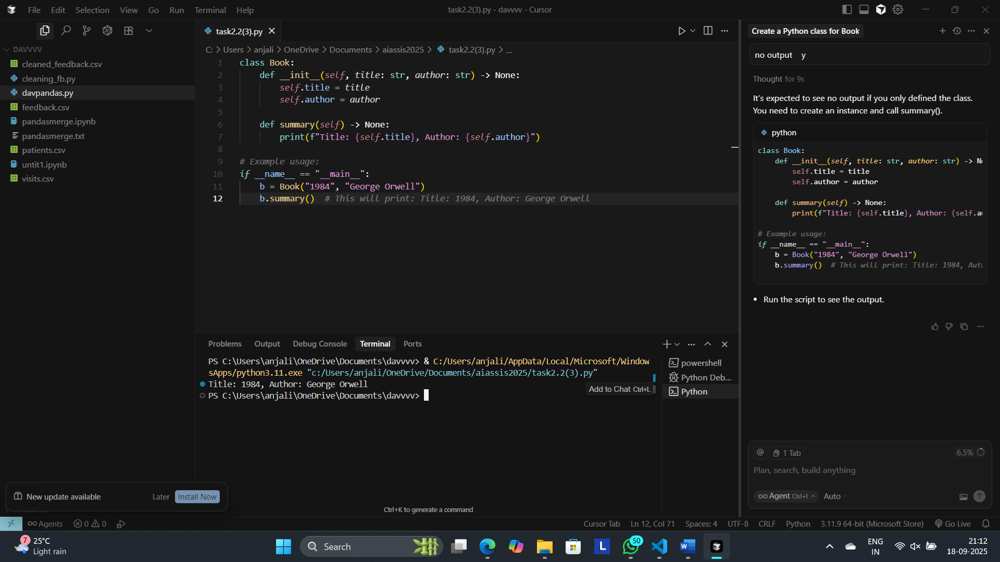 File Edit Selection View Go Run Terminal Help
task2.2(3).py - davvvv - Cursor
DAVVVV
cleaned_feedback.csv
cleaning_fb.py
davpandas.py
feedback.csv
pandasmerge.ipynb
pandasmerge.txt
patients.csv
untit1.ipynb
visits.csv
task2.2(3).py
C: > Users > anjali > OneDrive > Documents > aiassis2025 > task2.2(3).py > ...
1 class Book:
2 def __init__(self, title: str, author: str) -> None:
3 self.title = title
4 self.author = author
5
6 def summary(self) -> None:
7 print(f"Title: {self.title}, Author: {self.author}")
8
9 # Example usage:
10 if __name__ == "__main__":
11 b = Book("1984", "George Orwell")
12 b.summary() # This will print: Title: 1984, Author: George Orwell
Problems Output Debug Console Terminal Ports
PS C:\Users\anjali\OneDrive\Documents\davvvv> & C:/Users/anjali/AppData/Local/Microsoft/Window
sApps/python3.11.exe "c:/Users/anjali/OneDrive/Documents/aiassis2025/task2.2(3).py"
Title: 1984, Author: George Orwell
PS C:\Users\anjali\OneDrive\Documents\davvvv>
Add to Chat Ctrl+L
powershell
Python Deb...
Python
Ctrl+K to generate a command
Create a Python class for Book
no output y
Thought for 9s
It's expected to see no output if you only defined the class.
You need to create an instance and call summary().
python
class Book:
def __init__(self, title: str, author: str) -> No
self.title = title
self.author = author
def summary(self) -> None:
print(f"Title: {self.title}, Author: {self.au
# Example usage:
if __name__ == "__main__":
b = Book("1984", "George Orwell")
b.summary() # This will print: Title: 1984, Auth
• Run the script to see the output.
@ 1 Tab 6.5%
Plan, search, build anything
Agent Ctrl+I Auto
New update available Later Install Now
Agents 0 0
Cursor Tab Ln 12, Col 71 Spaces: 4 UTF-8 CRLF Python 3.11.9 64-bit (Microsoft Store) Go Live
7
25°C
Light rain
Search
L
50
W
ENG
IN
21:12
18-09-2025